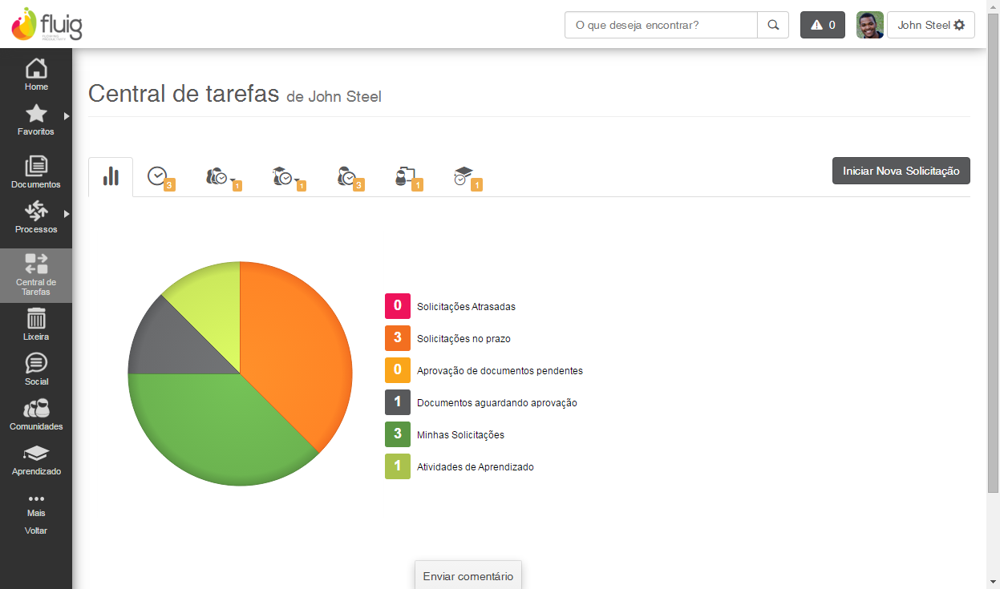 fluig
O que deseja encontrar?
0
John Steel
Home
Favoritos
Documentos
Processos
Central de
Tarefas
Lixeira
Social
Comunidades
Aprendizado
Mais
Voltar
Central de tarefas de John Steel
3
1
1
3
1
1
Iniciar Nova Solicitação
0 Solicitações Atrasadas
3 Solicitações no prazo
0 Aprovação de documentos pendentes
1 Documentos aguardando aprovação
3 Minhas Solicitações
1 Atividades de Aprendizado
Enviar comentário